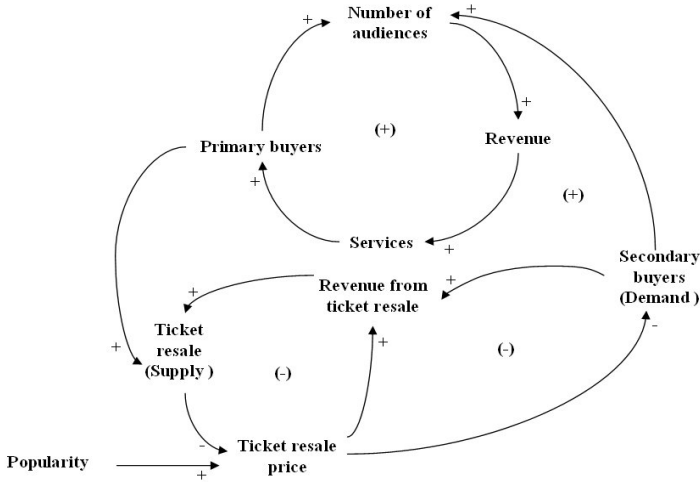 Number of
audiences
+
+
+
(+)
Primary buyers
Revenue
+
(+)
Services
+
Secondary
buyers
(Demand )
+
Revenue from
ticket resale
+
-
Ticket
resale
(Supply )
+
+
(-)
(-)
-
Ticket resale
price
Popularity
+